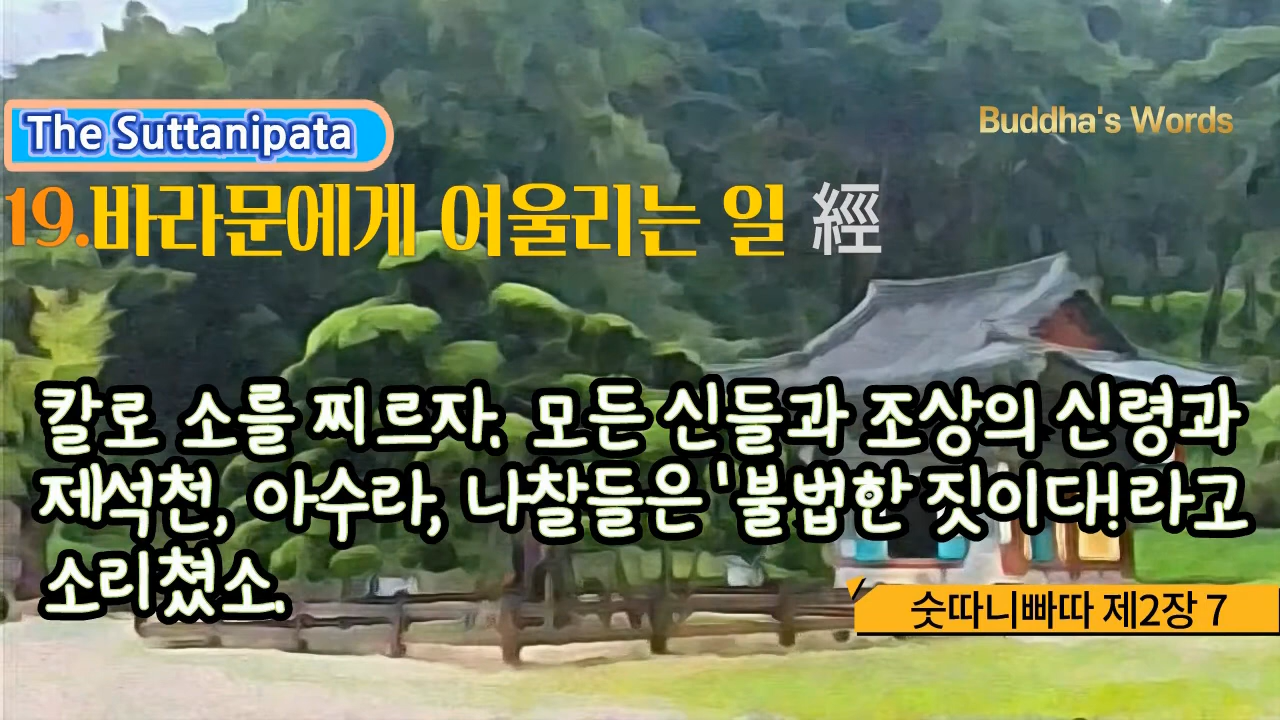 The Suttanipata
Buddha's Words
19.바라문에게 어울리는 일 經
칼로 소를 찌르자. 모든 신들과 조상의 신령과
제석천, 아수라, 나찰들은 '불법한 짓이다!라고
소리쳤소.
숫따니빠따 제2장 7